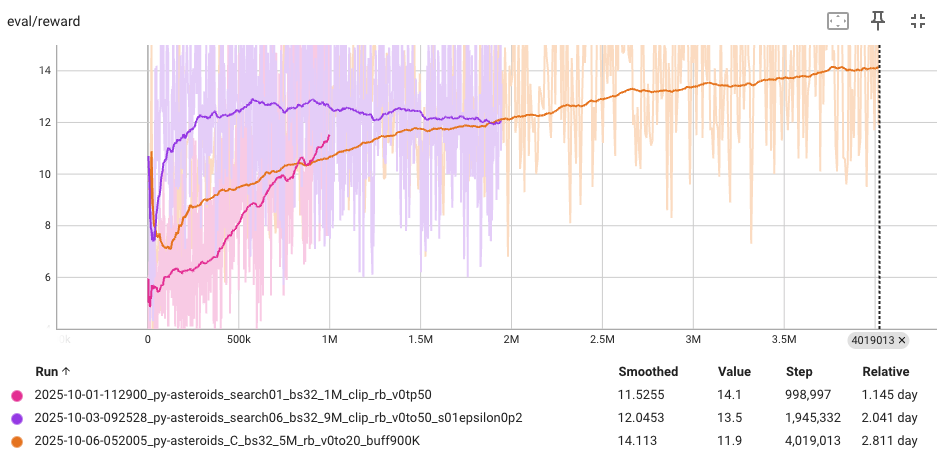 eval/reward
14
12
10
8
6
0 500k 1M 1.5M 2M 2.5M 3M 3.5M 4019013 ✕
Run ↑ Smoothed Value Step Relative
2025-10-01-112900_py-asteroids_search01_bs32_1M_clip_rb_v0tp50 11.5255 14.1 998,997 1.145 day
2025-10-03-092528_py-asteroids_search06_bs32_9M_clip_rb_v0to50_s01epsilon0p2 12.0453 13.5 1,945,332 2.041 day
2025-10-06-052005_py-asteroids_C_bs32_5M_rb_v0to20_buff900K 14.113 11.9 4,019,013 2.811 day